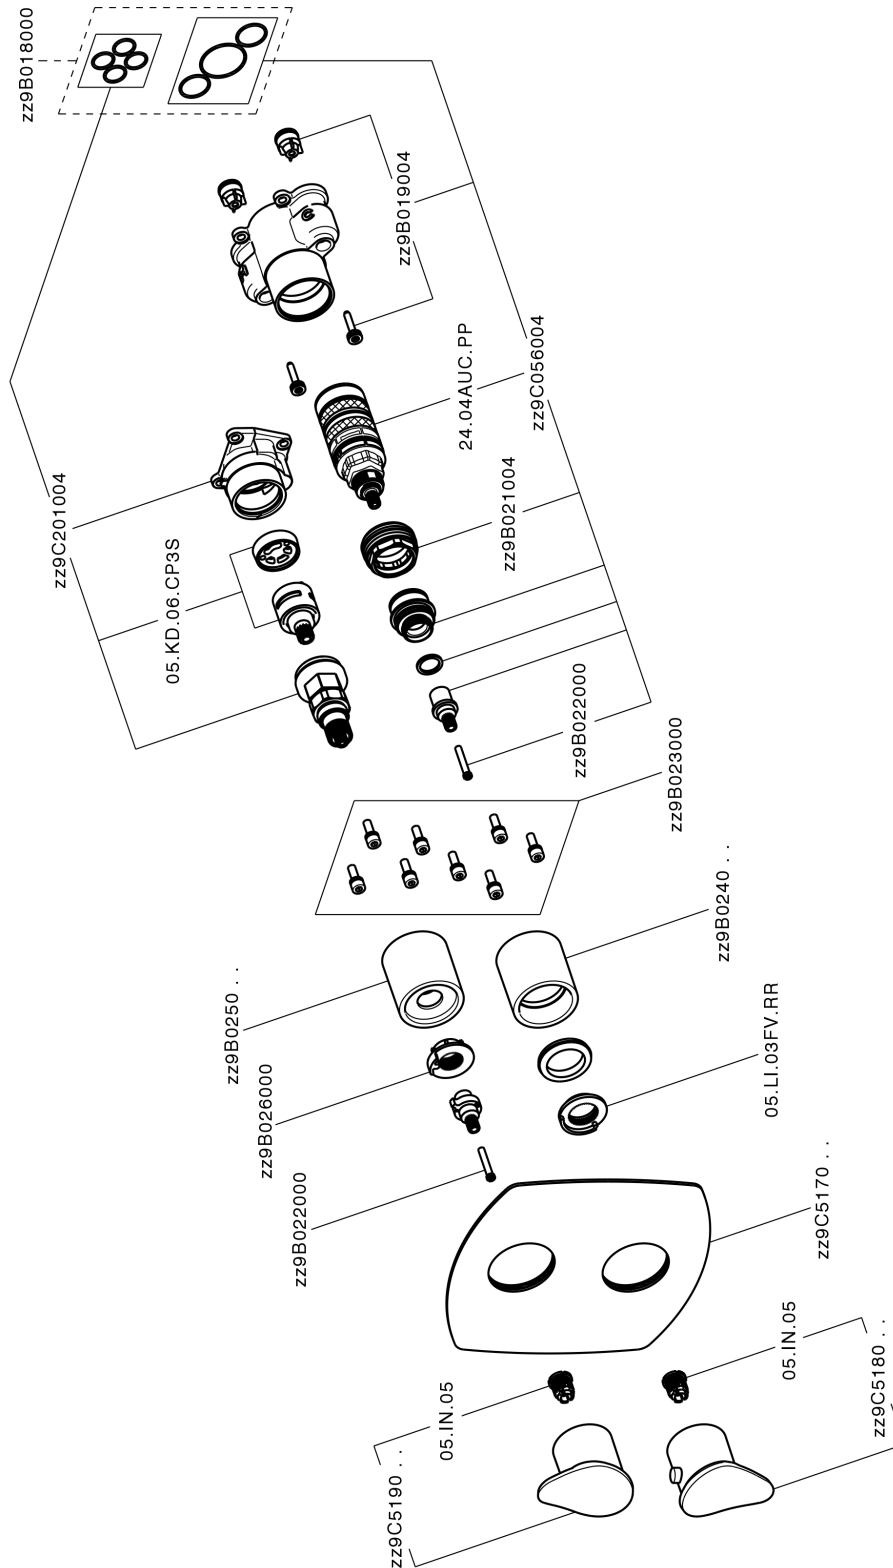 zz9B018000
zz9B019004
24.04AUC.PP
zz9C056004
zz9B021004
zz9C201004
05.KD.06.CP3S
zz9B022000
zz9B023000
zz9B0240 . .
zz9B0250 . .
05.LI.03FV.RR
zz9B026000
zz9B022000
zz9C5170 . .
05.IN.05
zz9C5180 . .
05.IN.05
zz9C5190 . .